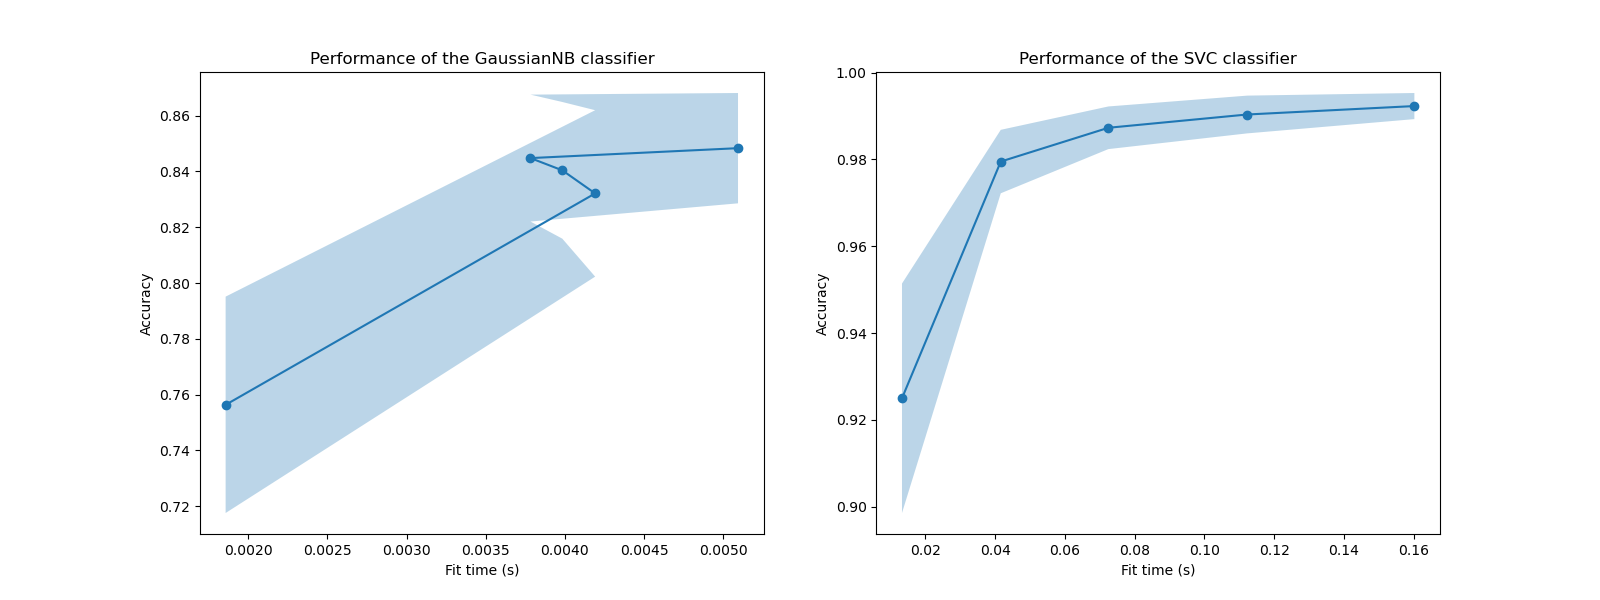 Performance of the GaussianNB classifier
0.86
0.84
0.82
0.80
0.78
0.76
0.74
0.72
Accuracy
0.0020 0.0025 0.0030 0.0035 0.0040 0.0045 0.0050
Fit time (s)
Performance of the SVC classifier
1.00
0.98
0.96
0.94
0.92
0.90
Accuracy
0.02 0.04 0.06 0.08 0.10 0.12 0.14 0.16
Fit time (s)